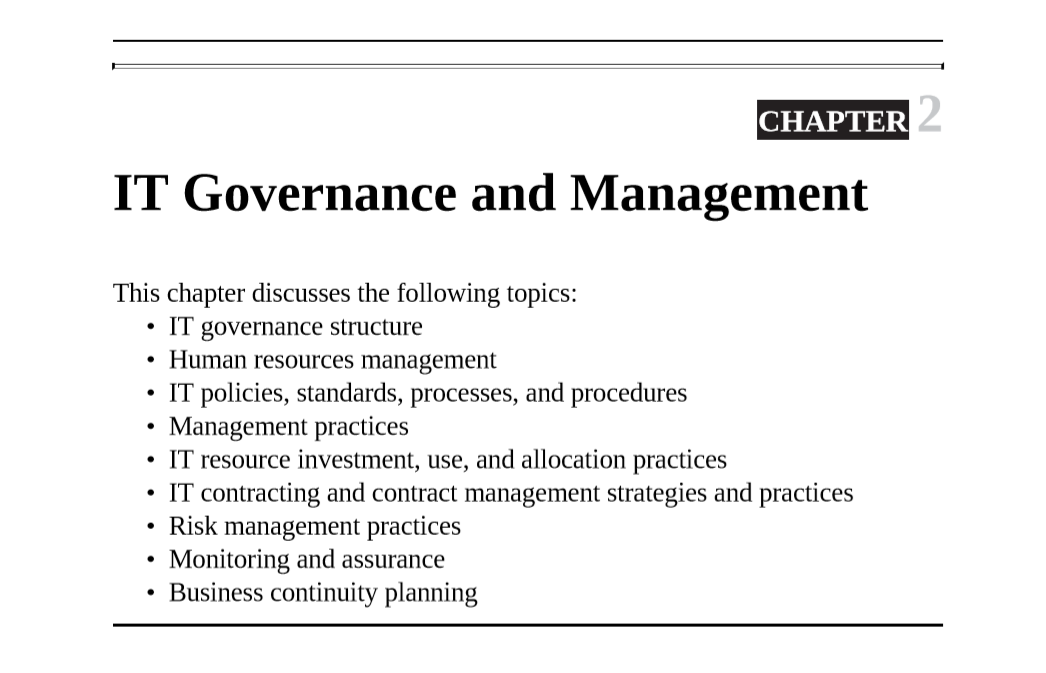 CHAPTER 2
IT Governance and Management
This chapter discusses the following topics:
• IT governance structure
• Human resources management
• IT policies, standards, processes, and procedures
• Management practices
• IT resource investment, use, and allocation practices
• IT contracting and contract management strategies and practices
• Risk management practices
• Monitoring and assurance
• Business continuity planning